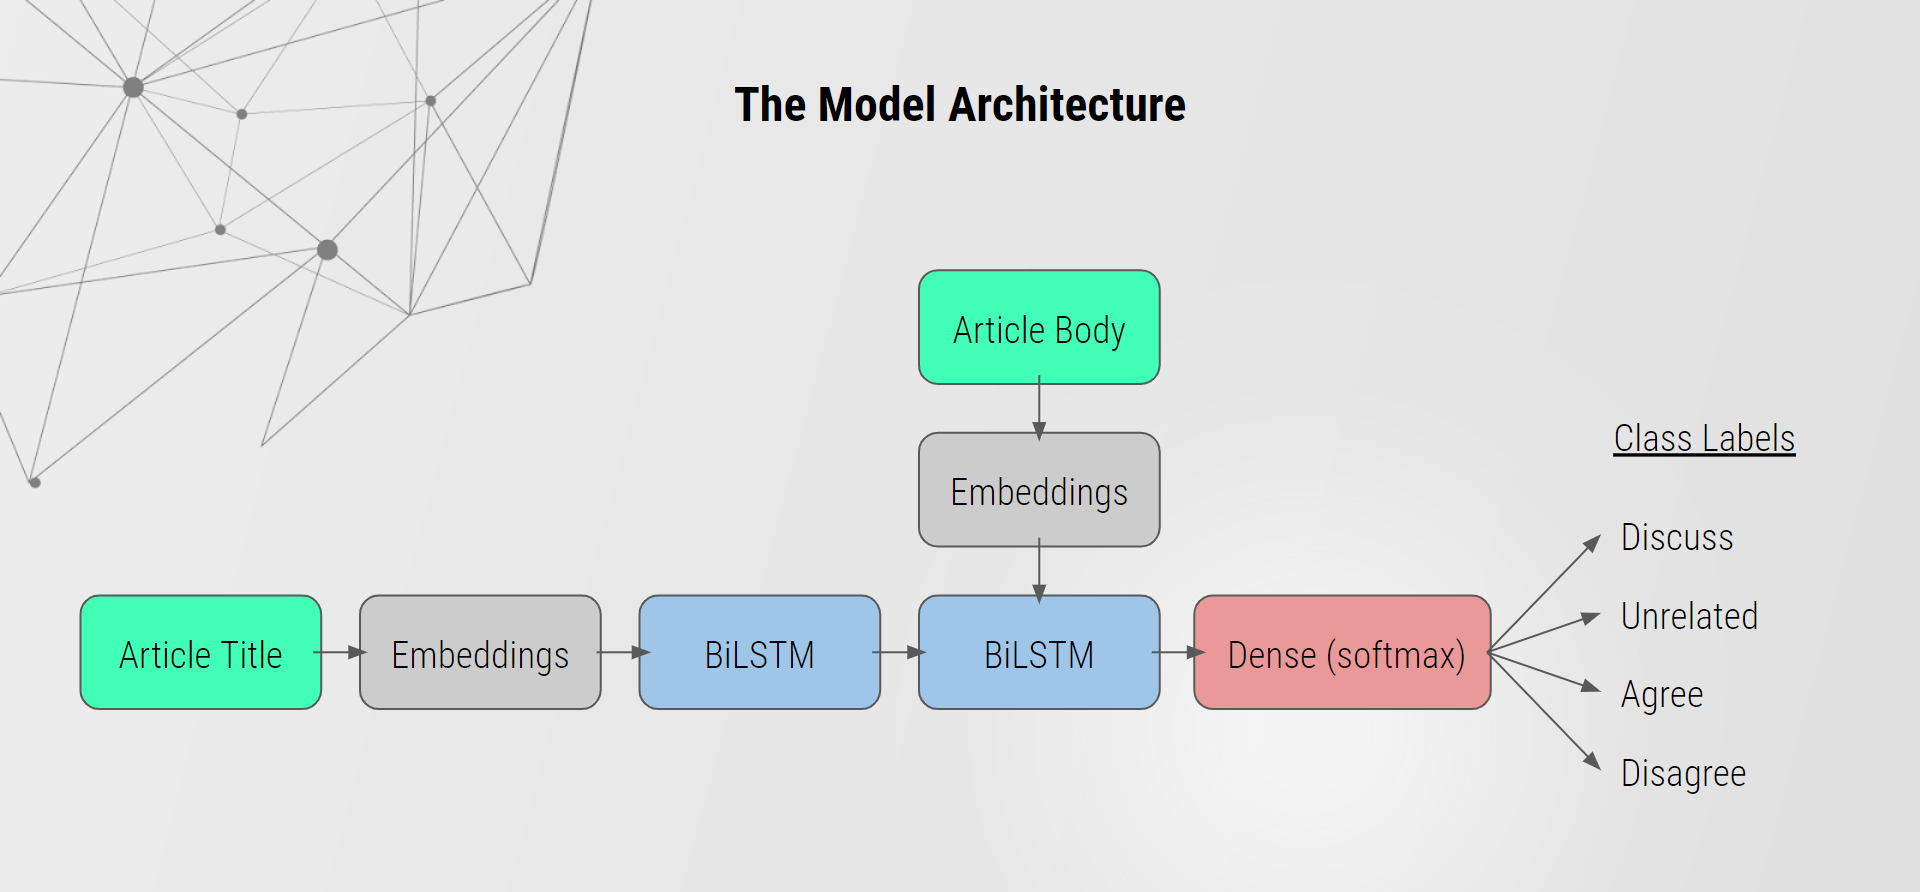 The Model Architecture
Article Body
Embeddings
Class Labels
Discuss
Unrelated
Article Title
Embeddings
BiLSTM
BiLSTM
Dense (softmax)
Agree
Disagree